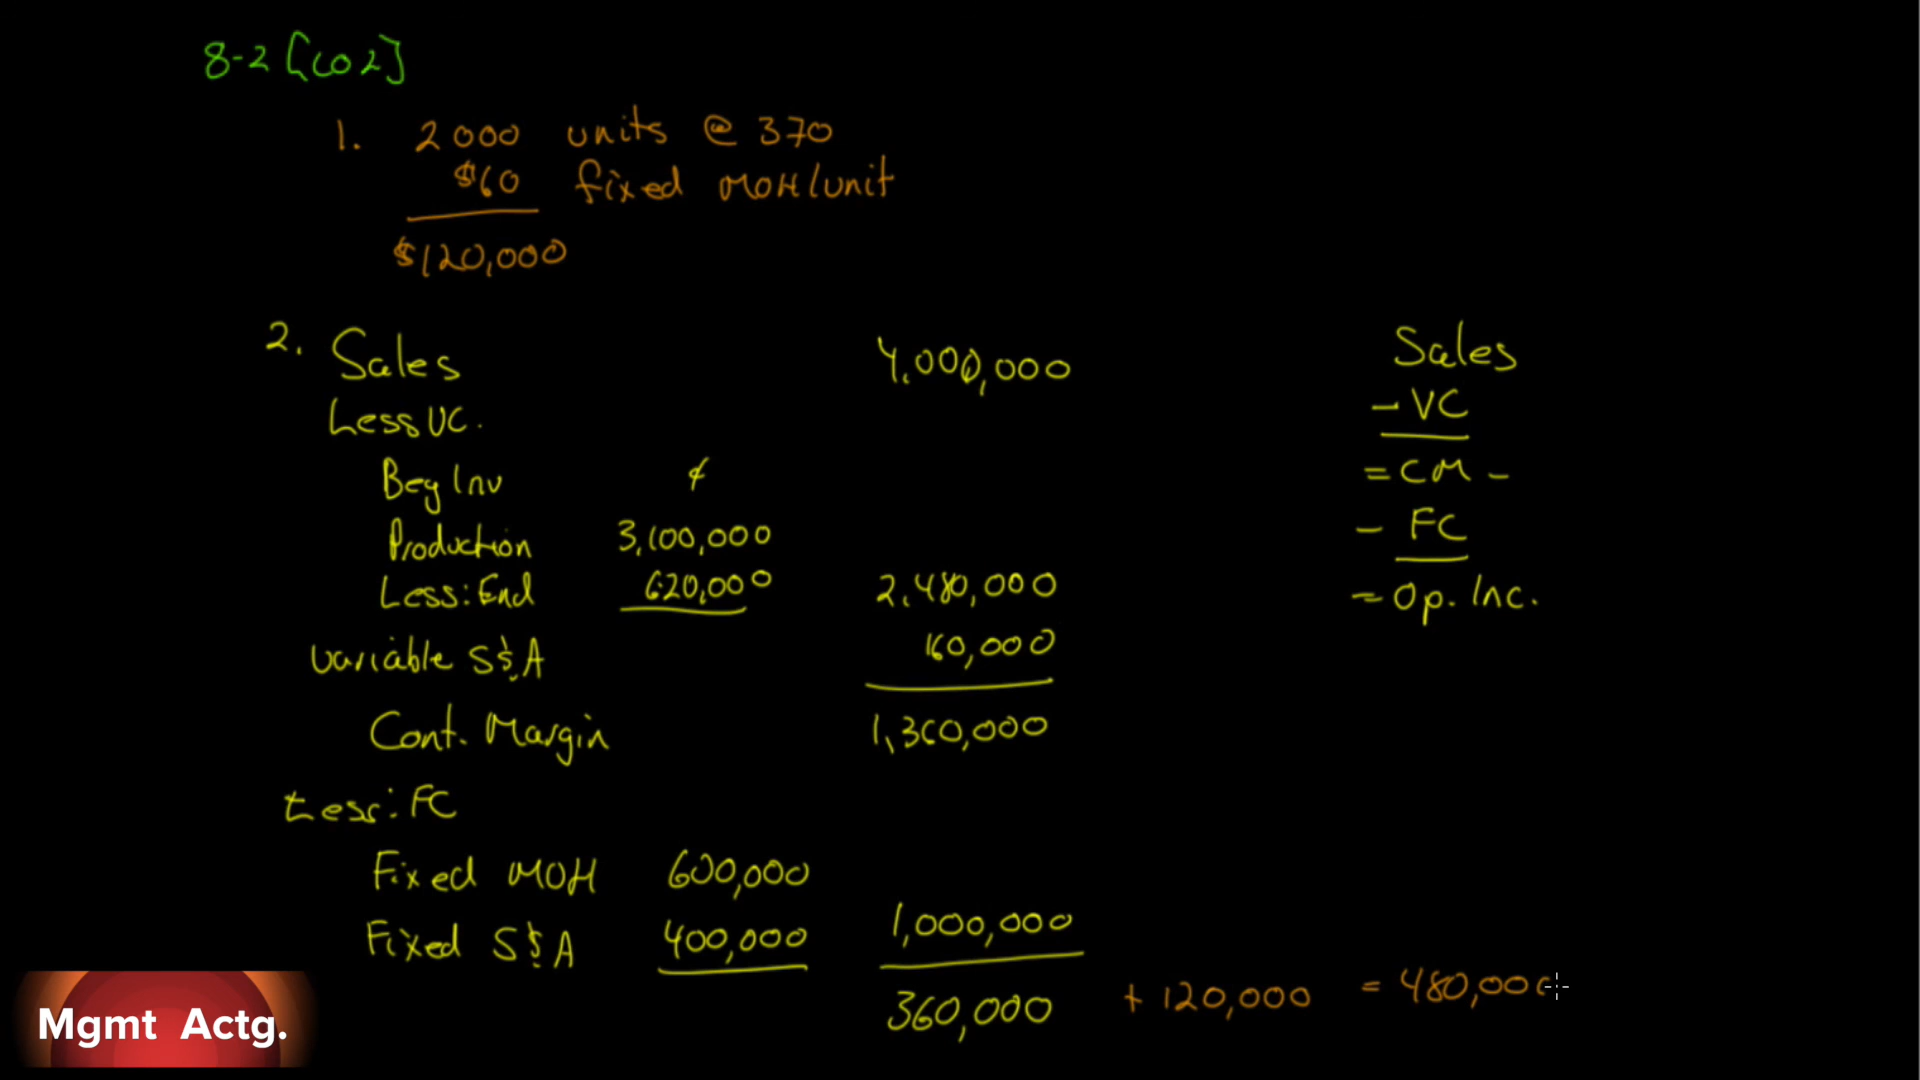 8-2 [CO2]
1. 2000 units @ 370
$60 fixed MOH/unit
$120,000
2. Sales 4,000,000
Less VC.
Beg Inv ¢
Production 3,100,000
Less: End 620,000 2,480,000
Variable S&A 160,000
Cont. Margin 1,360,000
Less: FC
Fixed MOH 600,000
Fixed S&A 400,000 1,000,000
360,000 + 120,000 = 480,000
Sales
- VC
= CM -
- FC
= Op. Inc.
Mgmt Actg.